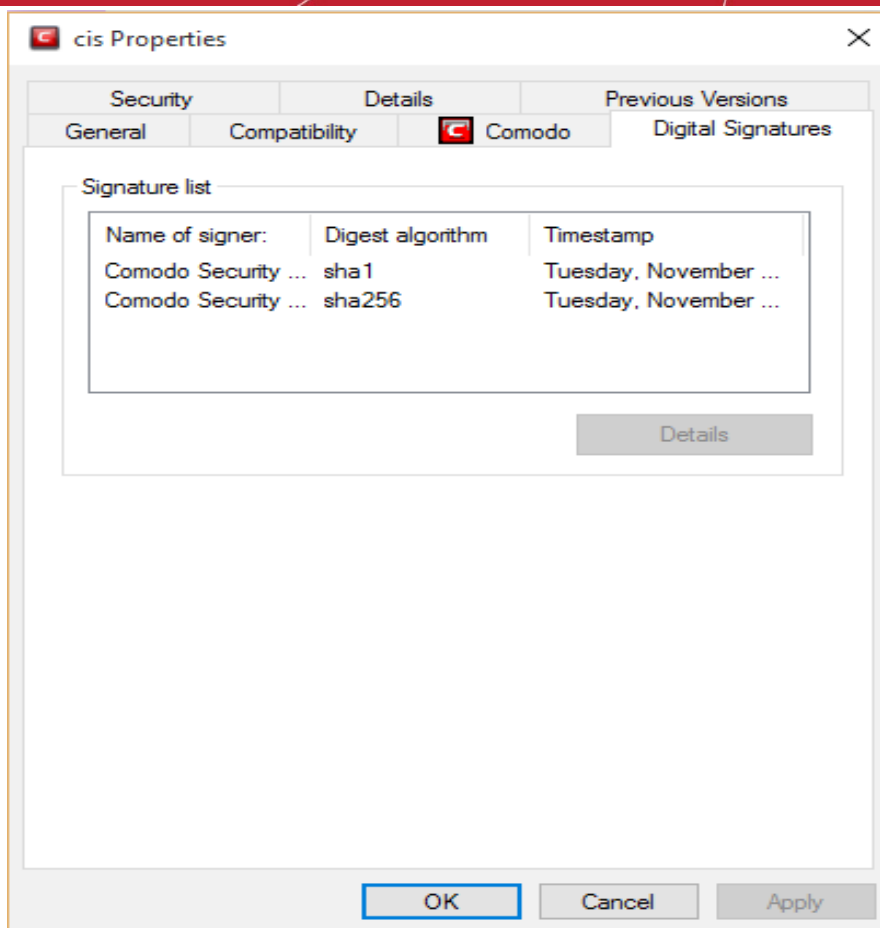 cis Properties
Security Details Previous Versions
General Compatibility Comodo Digital Signatures
Signature list
Name of signer: Digest algorithm Timestamp
Comodo Security ... sha1 Tuesday, November ...
Comodo Security ... sha256 Tuesday, November ...
Details
OK Cancel Apply